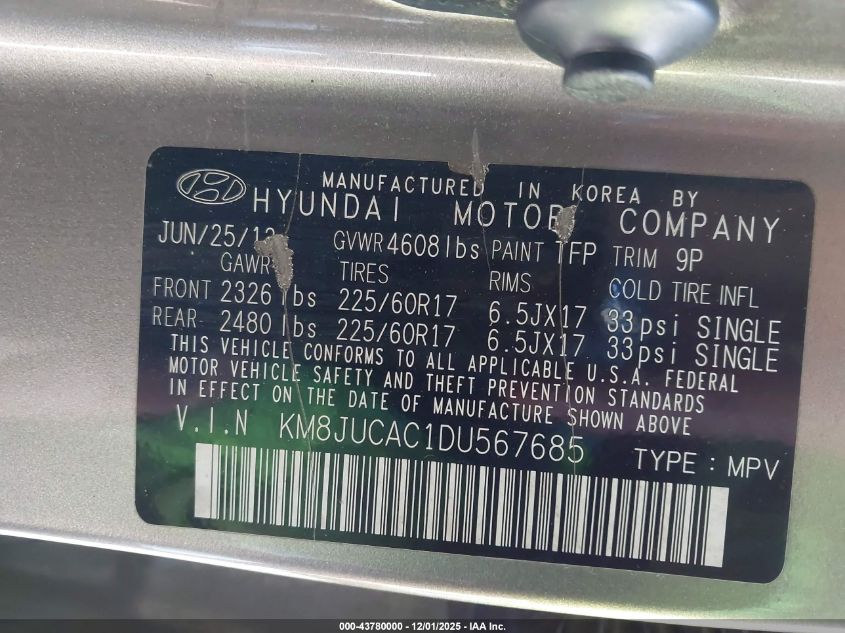 MANUFACTURED IN KOREA BY
HYUNDAI MOTOR COMPANY
JUN/25/13 GVWR 4608 lbs PAINT TFP TRIM 9P
GAWR TIRES RIMS COLD TIRE INFL
FRONT 2326 lbs 225/60R17 6.5JX17 33psi SINGLE
REAR 2480 lbs 225/60R17 6.5JX17 33psi SINGLE
THIS VEHICLE CONFORMS TO ALL APPLICABLE U.S.A. FEDERAL
MOTOR VEHICLE SAFETY AND THEFT PREVENTION STANDARDS
IN EFFECT ON THE DATE OF MANUFACTURE SHOWN ABOVE
V.I.N KM8JUCAC1DU567685
TYPE : MPV
000-43780000 - 12/01/2025 - IAA Inc.